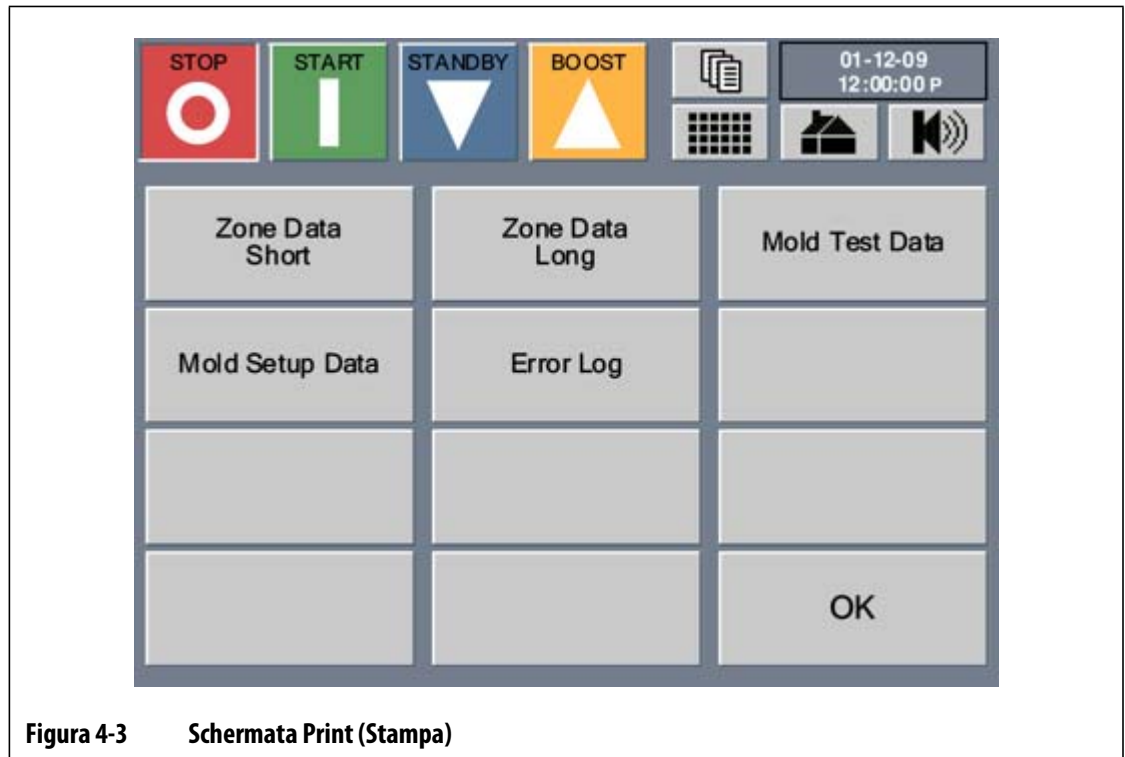 STOP
START
STANDBY
BOOST
01-12-09
12:00:00 P
Zone Data
Short
Zone Data
Long
Mold Test Data
Mold Setup Data
Error Log
OK
Figura 4-3 Schermata Print (Stampa)